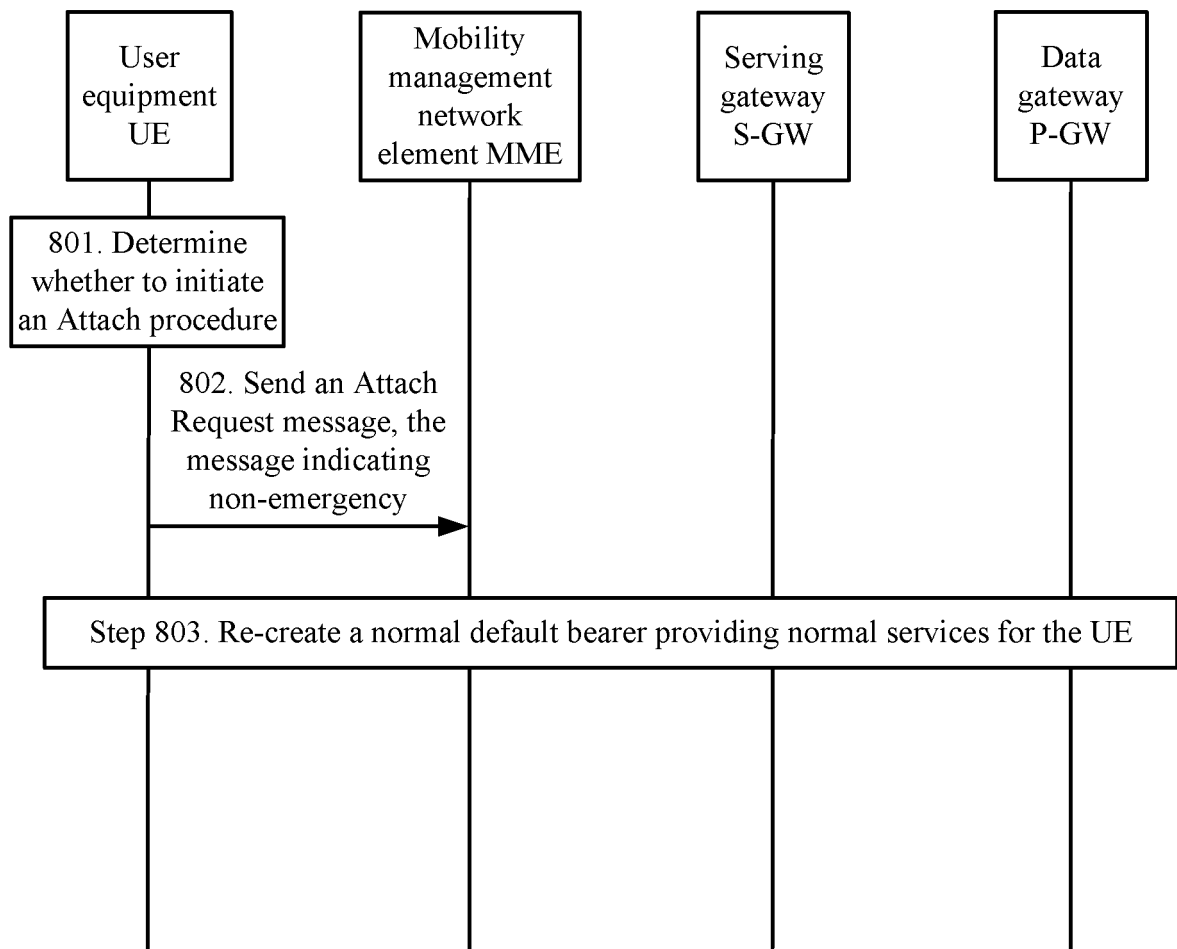 User
equipment
UE
Mobility
management
network
element MME
Serving
gateway
S-GW
Data
gateway
P-GW
801. Determine
whether to initiate
an Attach procedure
802. Send an Attach
Request message, the
message indicating
non-emergency
Step 803. Re-create a normal default bearer providing normal services for the UE